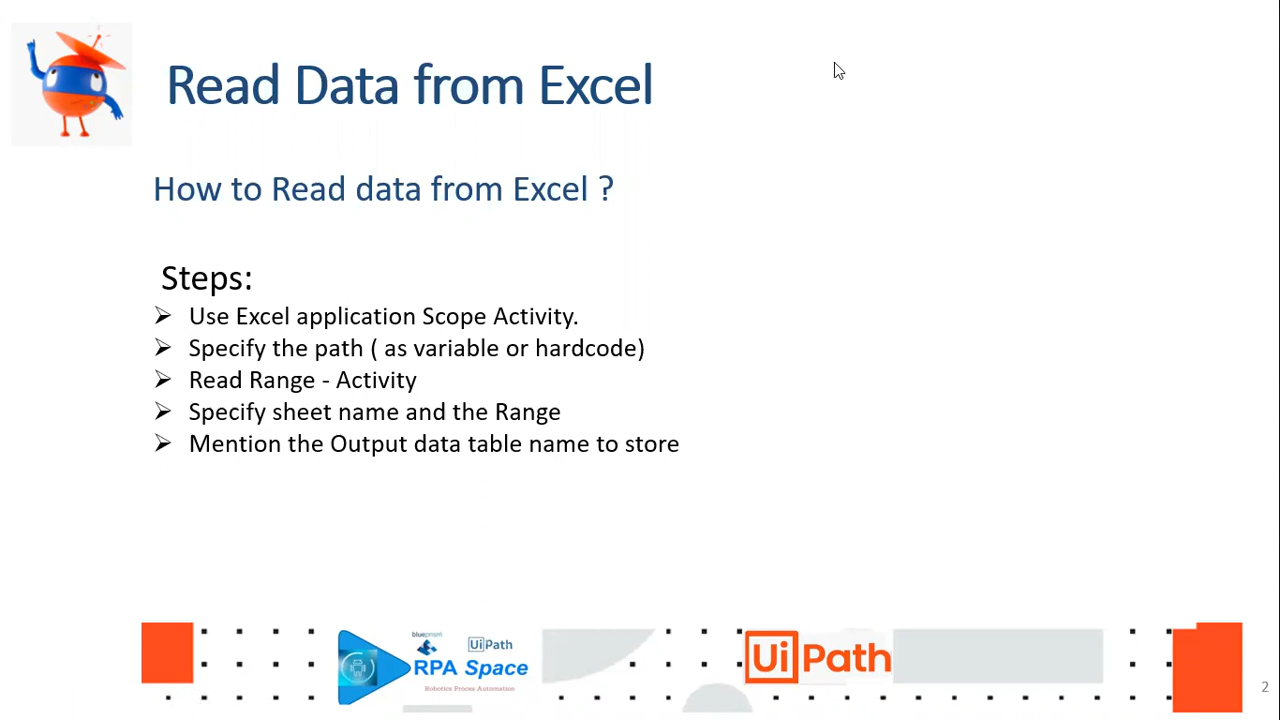 Read Data from Excel
How to Read data from Excel ?
Steps:
➢ Use Excel application Scope Activity.
➢ Specify the path ( as variable or hardcode)
➢ Read Range - Activity
➢ Specify sheet name and the Range
➢ Mention the Output data table name to store
blueprism
UiPath
RPA Space
Robotics Process Automation
UiPath
2